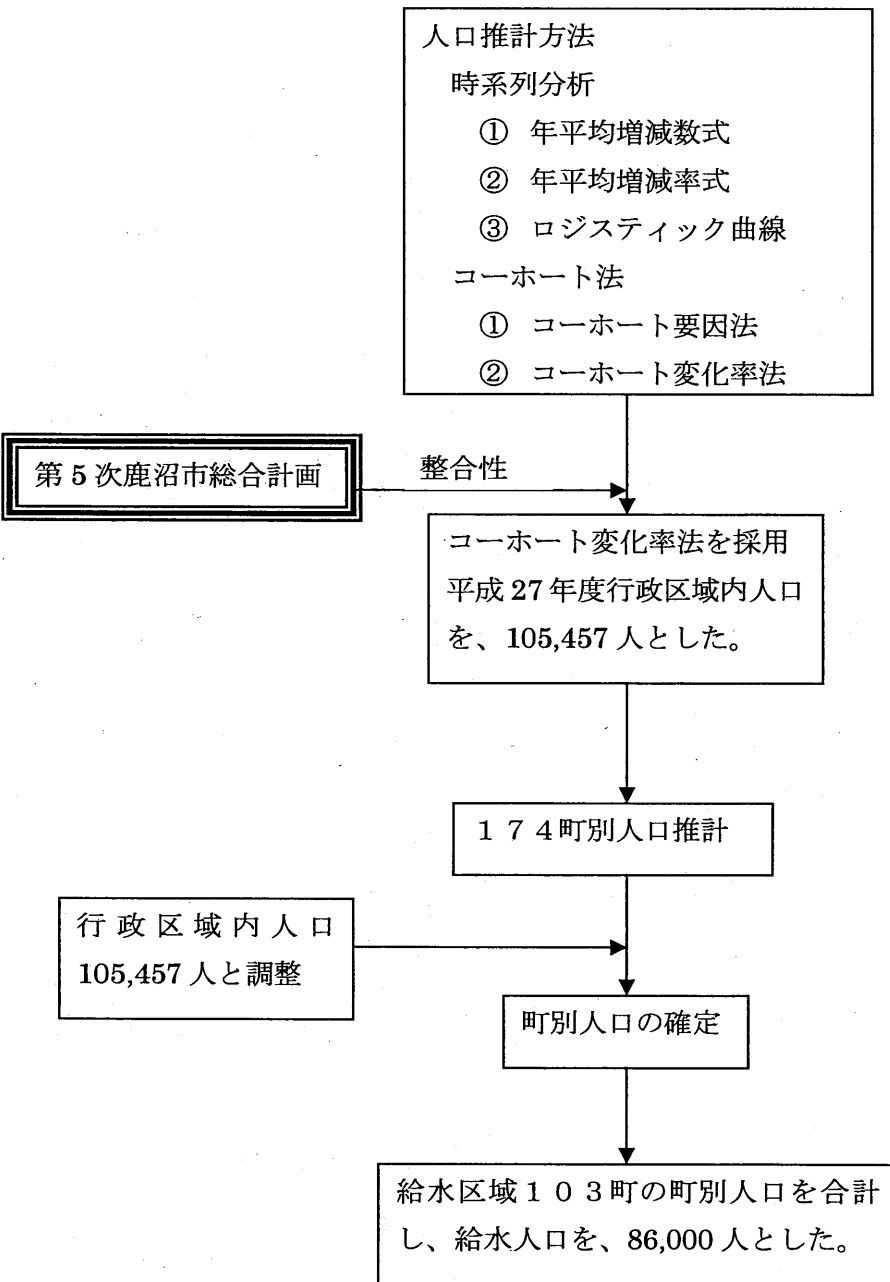 人口推計方法
時系列分析
① 年平均増減数式
② 年平均増減率式
③ ロジスティック曲線
コーホート法
① コーホート要因法
② コーホート変化率法
第5次鹿沼市総合計画
整合性
コーホート変化率法を採用
平成27年度行政区域内人口
を、105,457人とした。
174町別人口推計
行政区域内人口
105,457人と調整
町別人口の確定
給水区域103町の町別人口を合計
し、給水人口を、86,000人とした。